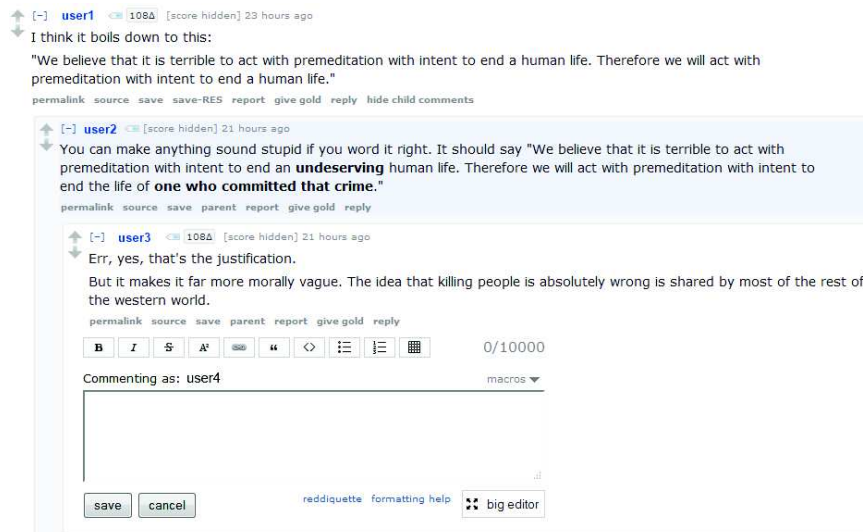 [–] user1 108Δ [score hidden] 23 hours ago
I think it boils down to this:
"We believe that it is terrible to act with premeditation with intent to end a human life. Therefore we will act with
premeditation with intent to end a human life."
permalink source save save-RES report give gold reply hide child comments
[–] user2 [score hidden] 21 hours ago
You can make anything sound stupid if you word it right. It should say "We believe that it is terrible to act with
premeditation with intent to end an undeserving human life. Therefore we will act with premeditation with intent to
end the life of one who committed that crime."
permalink source save parent report give gold reply
[–] user3 108Δ [score hidden] 21 hours ago
Err, yes, that's the justification.
But it makes it far more morally vague. The idea that killing people is absolutely wrong is shared by most of the rest of
the western world.
permalink source save parent report give gold reply
B I S A² “ <> 0/10000
Commenting as: user4 macros
save cancel reddiquette formatting help big editor